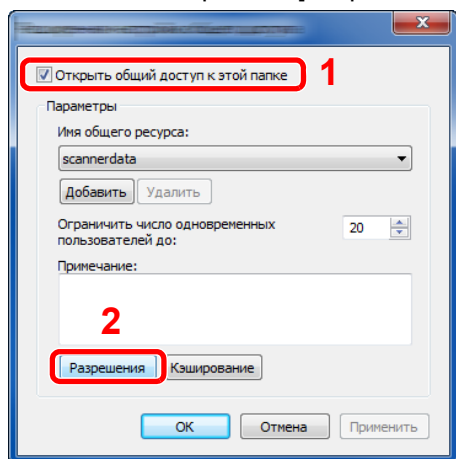 Открыть общий доступ к этой папке 1
Параметры
Имя общего ресурса:
scannerdata
Добавить Удалить
Ограничить число одновременных 20
пользователей до:
Примечание:
2
Разрешения Кэширование
ОК Отмена Применить